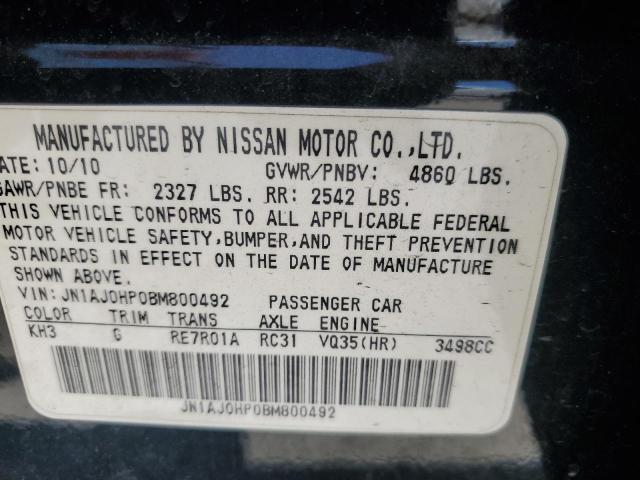 MANUFACTURED BY NISSAN MOTOR CO.,LTD.
ATE: 10/10 GVWR/PNBV: 4860 LBS.
GAWR/PNBE FR: 2327 LBS. RR: 2542 LBS.
THIS VEHICLE CONFORMS TO ALL APPLICABLE FEDERAL
MOTOR VEHICLE SAFETY,BUMPER,AND THEFT PREVENTION
STANDARDS IN EFFECT ON THE DATE OF MANUFACTURE
SHOWN ABOVE.
VIN: JN1AJ0HP0BM800492 PASSENGER CAR
COLOR TRIM TRANS AXLE ENGINE
KH3 G RE7R01A RC31 VQ35(HR) 3498CC
JN1AJ0HP0BM800492